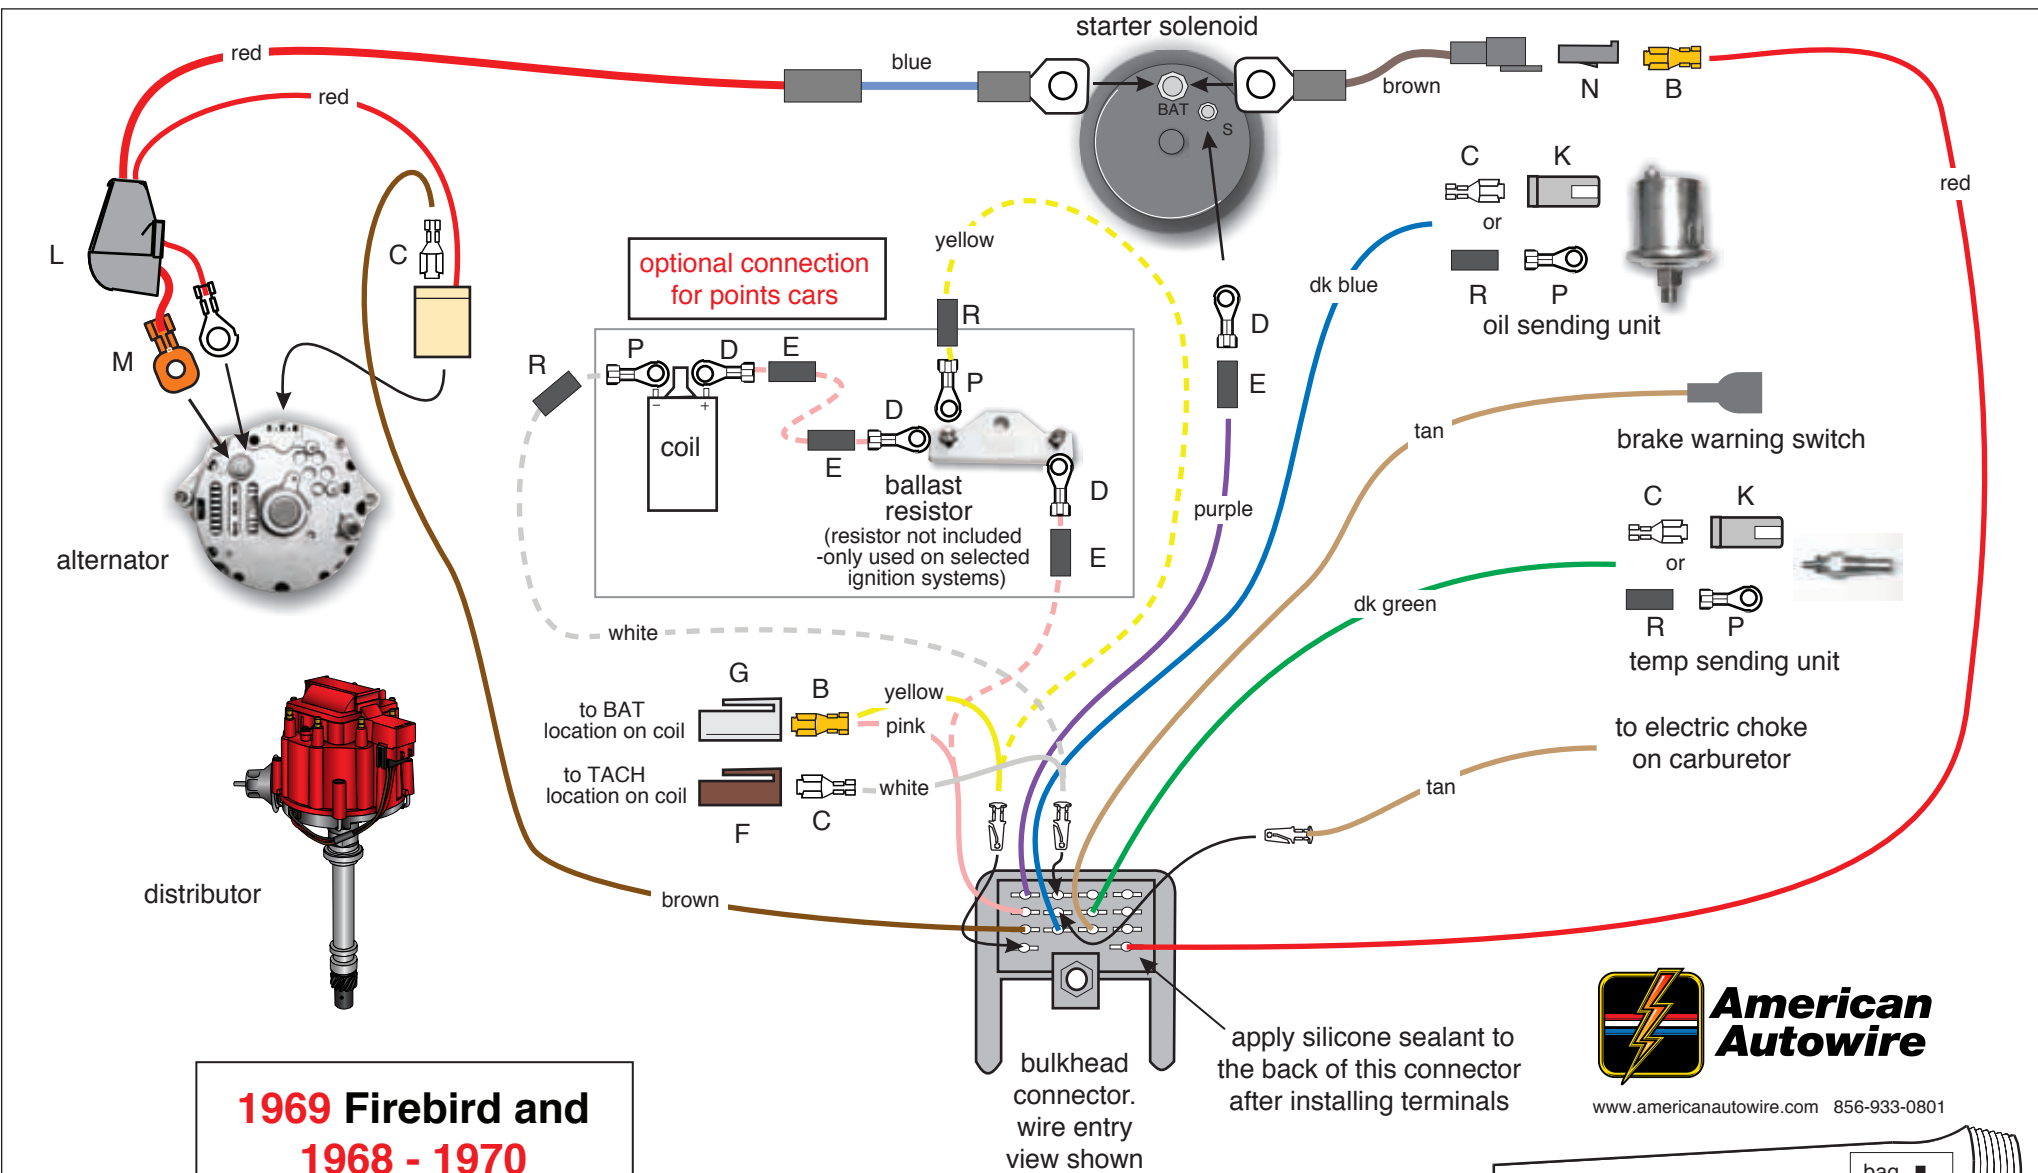 starter solenoid
red
blue
brown
N
B
BAT
S
red
red
L
C
M
alternator
optional connection
for points cars
yellow
R
P
R
P
D
E
-
+
coil
D
E
ballast
resistor
(resistor not included
-only used on selected
ignition systems)
D
E
D
E
purple
dk blue
C
K
or
R
P
oil sending unit
tan
brake warning switch
C
K
or
R
P
dk green
temp sending unit
white
to electric choke
on carburetor
tan
G
B
to BAT
location on coil
yellow
pink
to TACH
location on coil
F
C
white
distributor
brown
bulkhead
connector.
wire entry
view shown
apply silicone sealant to
the back of this connector
after installing terminals
American
Autowire
www.americanautowire.com 856-933-0801
1969 Firebird and
1968 - 1970
bag